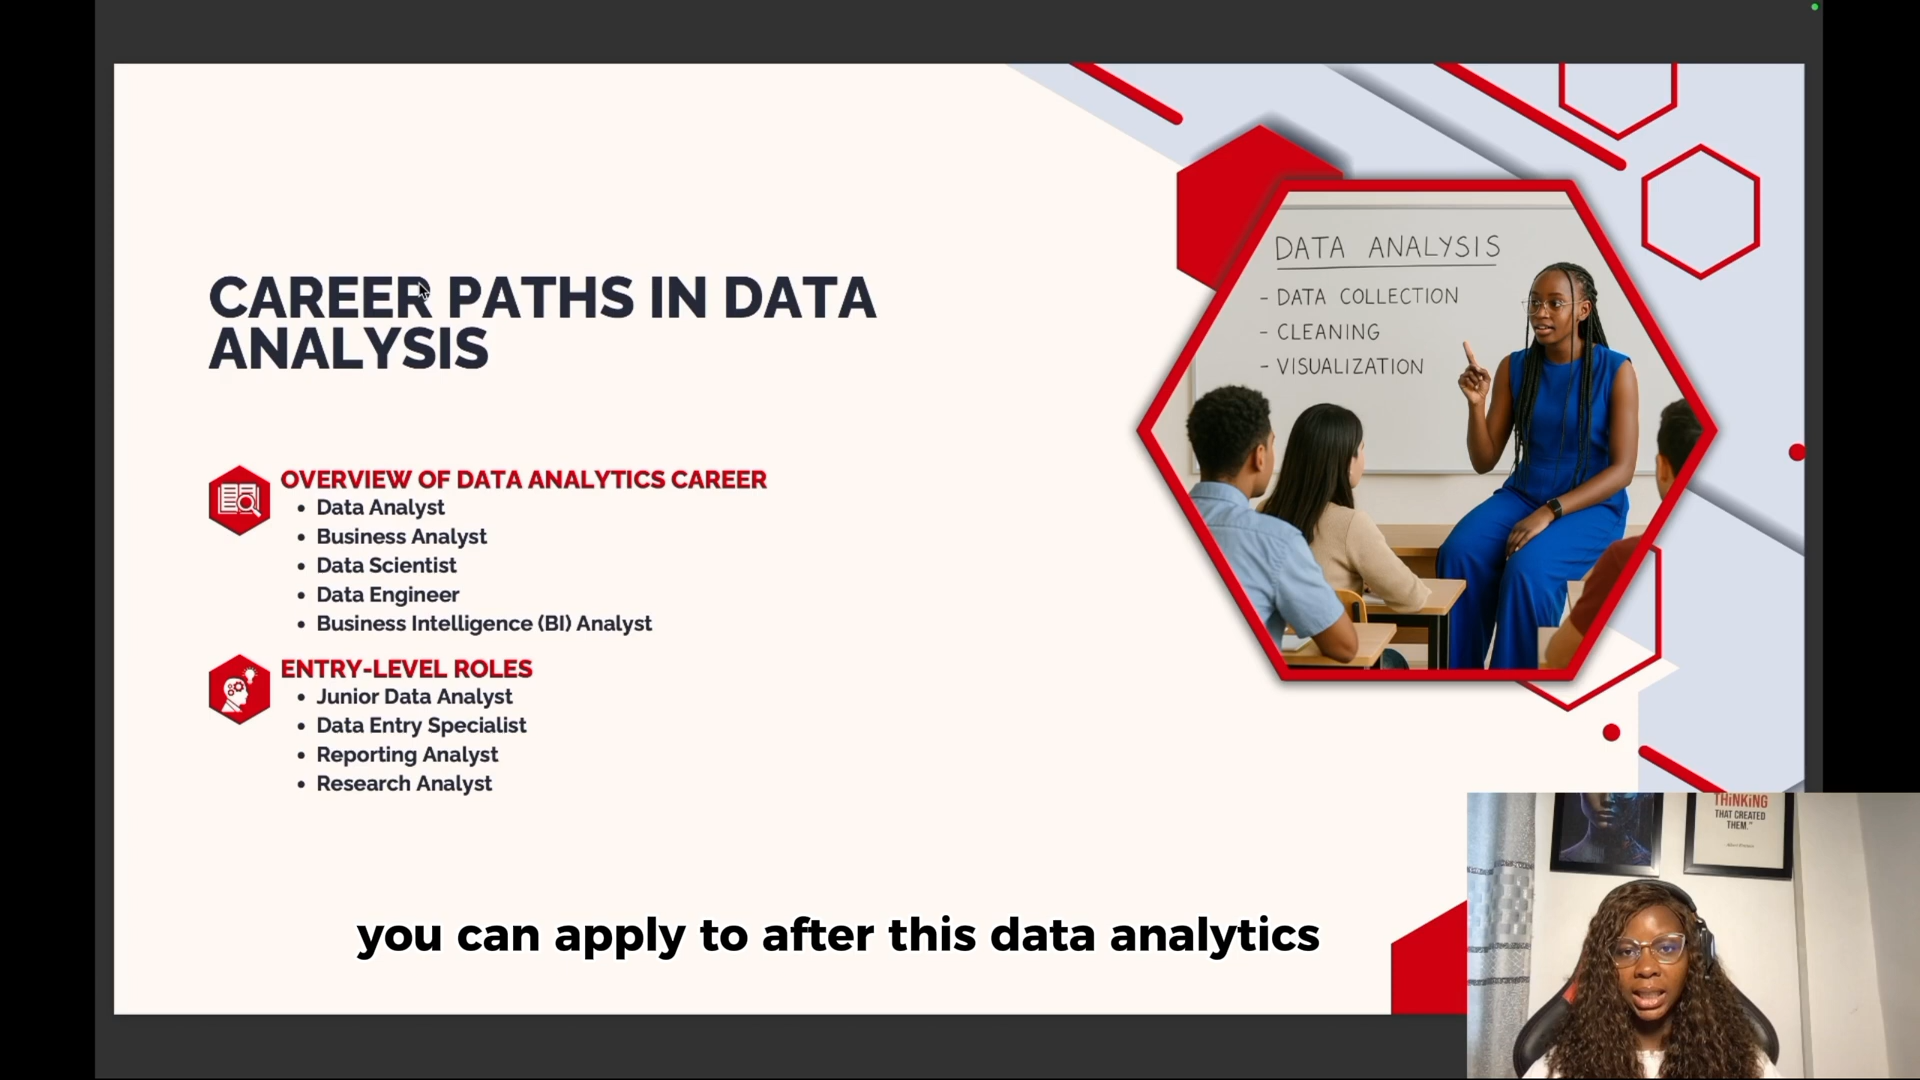 CAREER PATHS IN DATA
ANALYSIS
OVERVIEW OF DATA ANALYTICS CAREER
• Data Analyst
• Business Analyst
• Data Scientist
• Data Engineer
• Business Intelligence (BI) Analyst
ENTRY-LEVEL ROLES
• Junior Data Analyst
• Data Entry Specialist
• Reporting Analyst
• Research Analyst
DATA ANALYSIS
- DATA COLLECTION
- CLEANING
- VISUALIZATION
THiNKiNG
THAT CREATED
THEM."
you can apply to after this data analytics